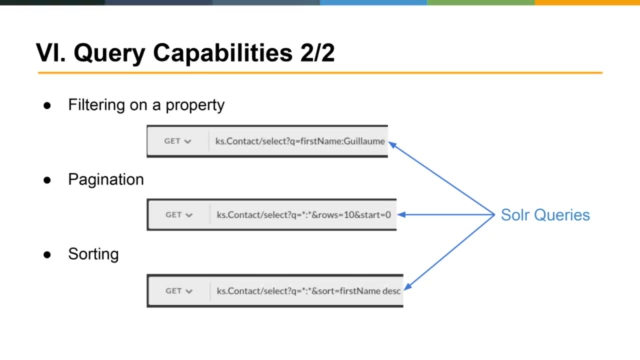 VI. Query Capabilities 2/2
● Filtering on a property
GET ks.Contact/select?q=firstName:Guillaume
● Pagination
GET ks.Contact/select?q=*:*&rows=10&start=0
Solr Queries
● Sorting
GET ks.Contact/select?q=*:*&sort=firstName desc